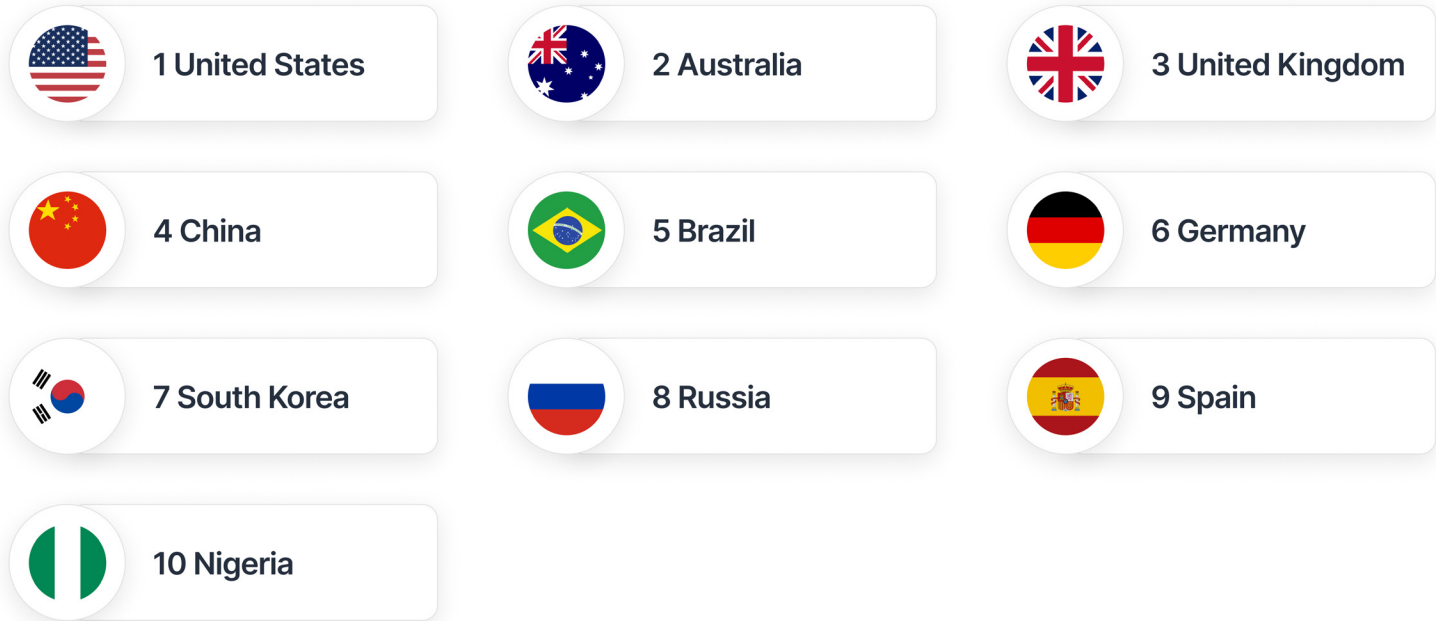 1 United States
2 Australia
3 United Kingdom
4 China
5 Brazil
6 Germany
7 South Korea
8 Russia
9 Spain
10 Nigeria